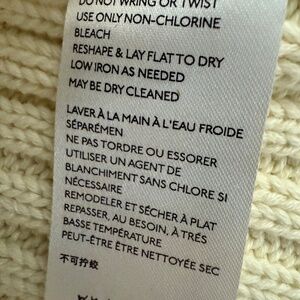 DO NOT WRING OR TWIST
USE ONLY NON-CHLORINE
BLEACH
RESHAPE & LAY FLAT TO DRY
LOW IRON AS NEEDED
MAY BE DRY CLEANED
LAVER À LA MAIN À L'EAU FROIDE
SÉPARÉMEN
NE PAS TORDRE OU ESSORER
UTILISER UN AGENT DE
BLANCHIMENT SANS CHLORE SI
NÉCESSAIRE
REMODELER ET SÉCHER À PLAT
REPASSER, AU BESOIN, À TRÉS
BASSE TEMPÉRATURE
PEUT-ÊTRE ÊTRE NETTOYÉE SEC
不可拧绞